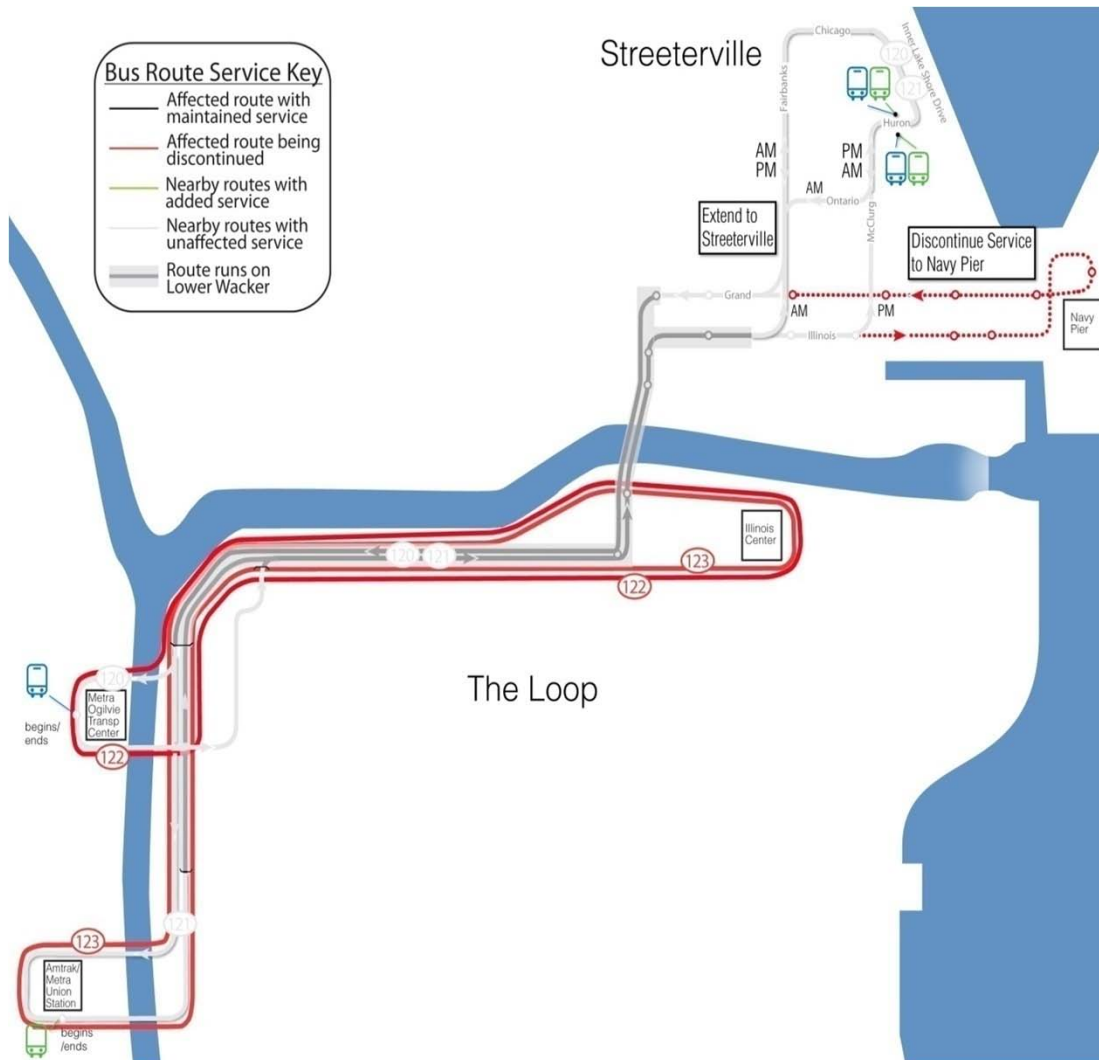 Bus Route Service Key
Affected route with
maintained service
Affected route being
discontinued
Nearby routes with
added service
Nearby routes with
unaffected service
Route runs on
Lower Wacker
Streeterville
Chicago
Inner Lake Shore Drive
120
121
Fairbanks
Huron
AM
PM
PM
AM
AM
Ontario
McClurg
Extend to
Streeterville
Discontinue Service
to Navy Pier
Grand
AM
PM
Illinois
Navy
Pier
Illinois
Center
120
121
123
122
The Loop
120
Metra
Ogilvie
Transp
Center
begins/
ends
122
121
123
Amtrak/
Metra
Union
Station
begins
/ends